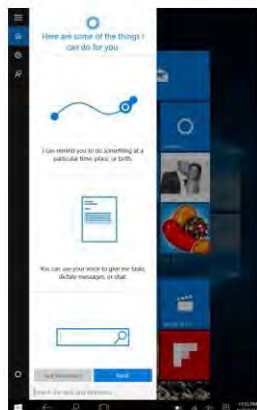 Here are some of the things I
can do for you
I can remind you to do something at a
particular time, place, or birth.
You can use your voice to give me tasks,
dictate messages, or chat
Next
Search the web and Windows